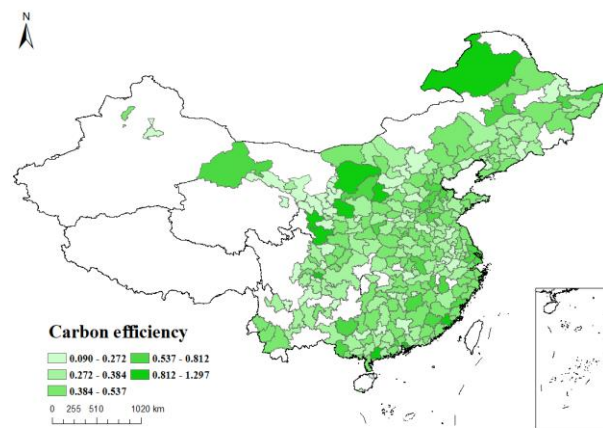 N
Carbon efficiency
0.090 - 0.272
0.537 - 0.812
0.272 - 0.384
0.812 - 1.297
0.384 - 0.537
0 255 510 1020 km